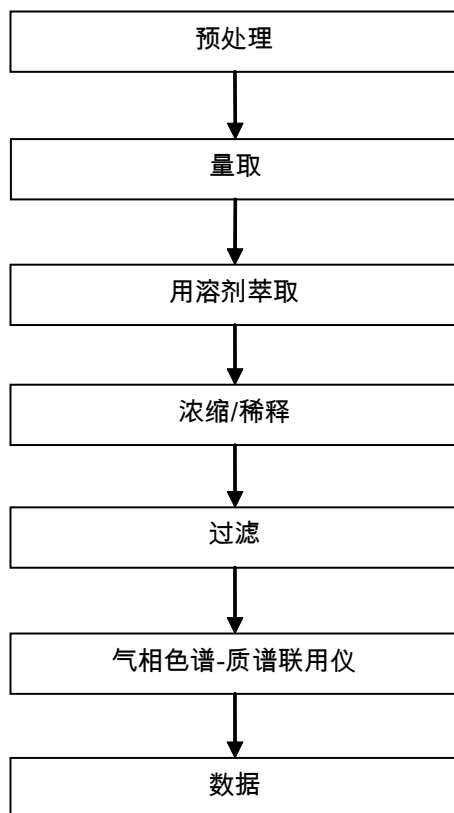 预处理
量取
用溶剂萃取
浓缩/稀释
过滤
气相色谱-质谱联用仪
数据